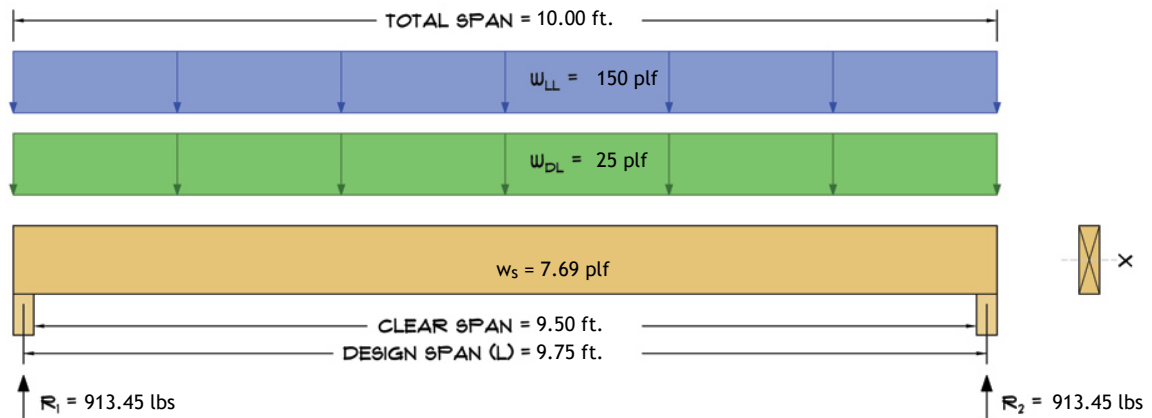 TOTAL SPAN = 10.00 ft.
WLL = 150 plf
WDL = 25 plf
ws = 7.69 plf
X
CLEAR SPAN = 9.50 ft.
DESIGN SPAN (L) = 9.75 ft.
R1 = 913.45 lbs
R2 = 913.45 lbs